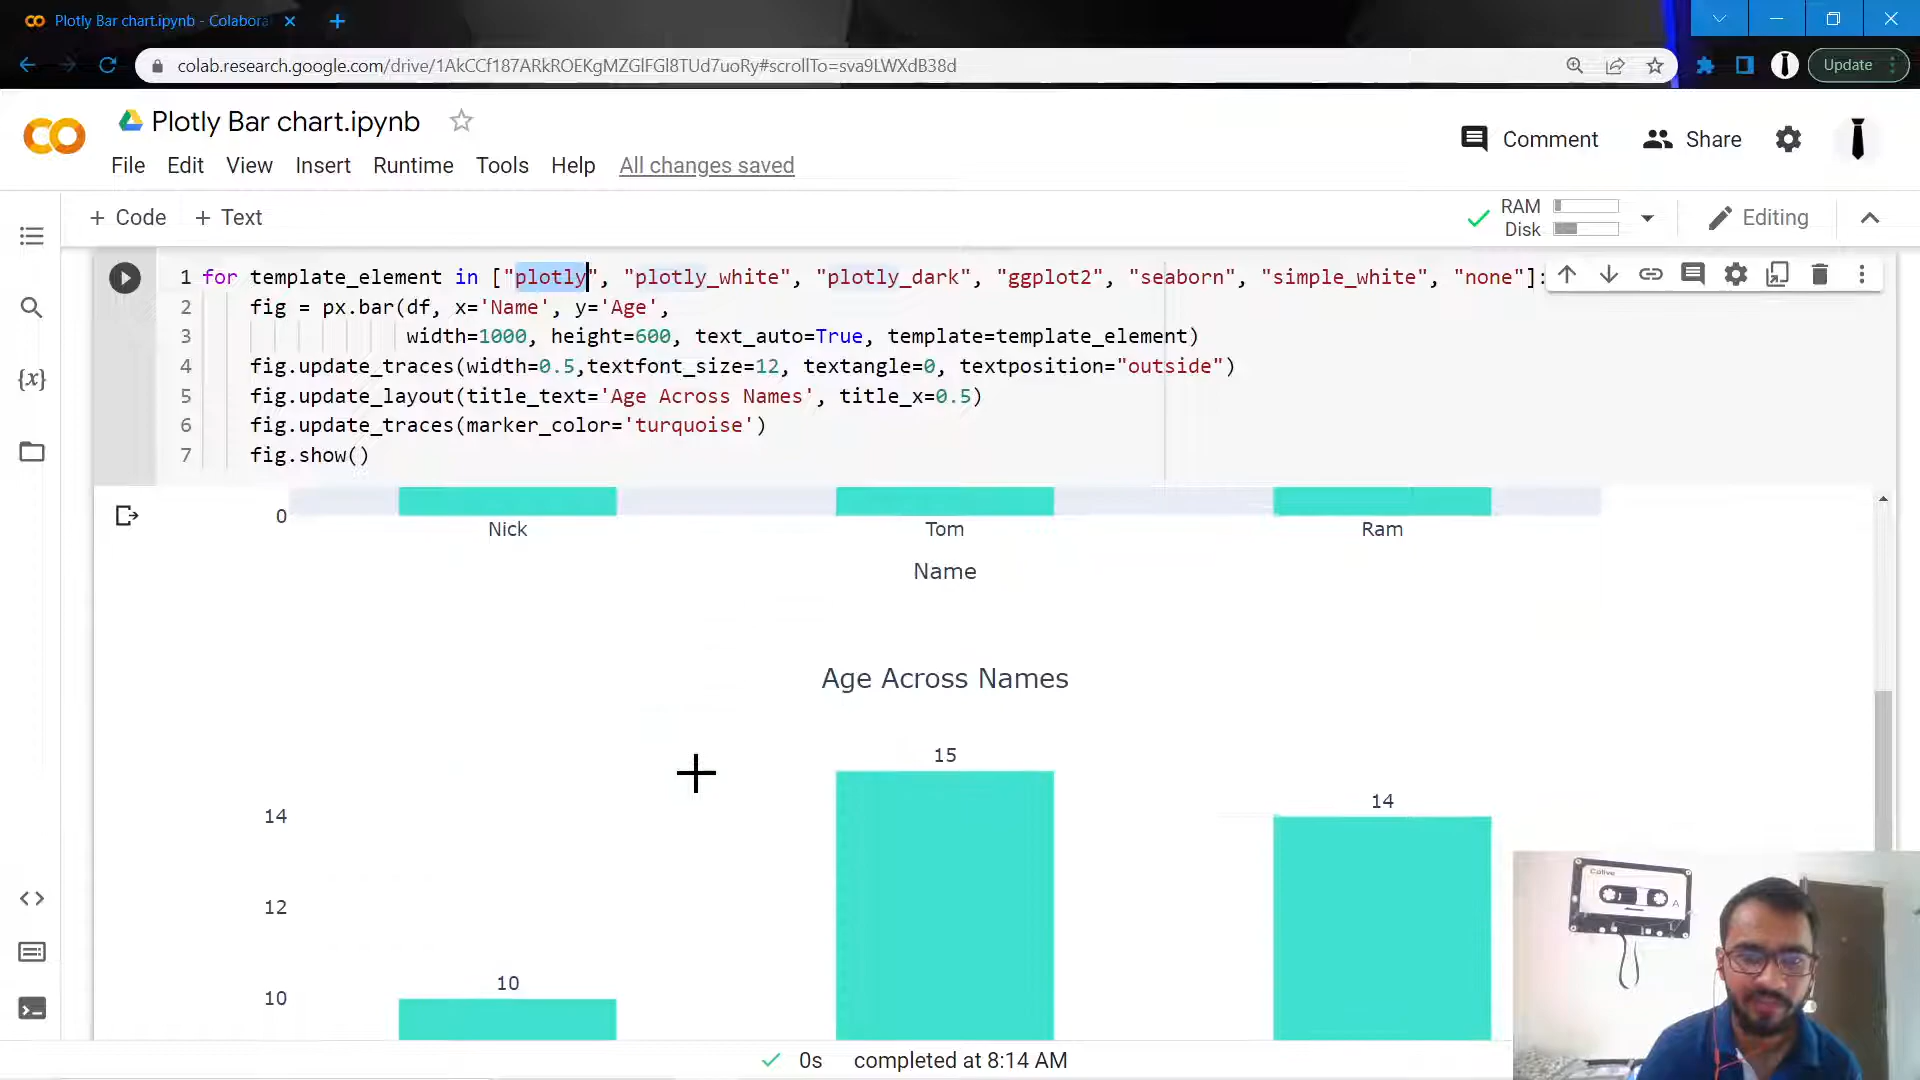 Plotly Bar chart.ipynb - Colabora
colab.research.google.com/drive/1AkCCf187ARkROEKgMZGlFGl8TUd7uoRy#scrollTo=sva9LWXdB38d
Update
Plotly Bar chart.ipynb
Comment
Share
File Edit View Insert Runtime Tools Help All changes saved
+ Code + Text
RAM
Disk
Editing
1 for template_element in ["plotly", "plotly_white", "plotly_dark", "ggplot2", "seaborn", "simple_white", "none"]:
2 fig = px.bar(df, x='Name', y='Age',
3 width=1000, height=600, text_auto=True, template=template_element)
4 fig.update_traces(width=0.5,textfont_size=12, textangle=0, textposition="outside")
5 fig.update_layout(title_text='Age Across Names', title_x=0.5)
6 fig.update_traces(marker_color='turquoise')
7 fig.show()
0
Nick Tom Ram
Name
Age Across Names
15
14
14
12
10
10
Colive
A
0s completed at 8:14 AM